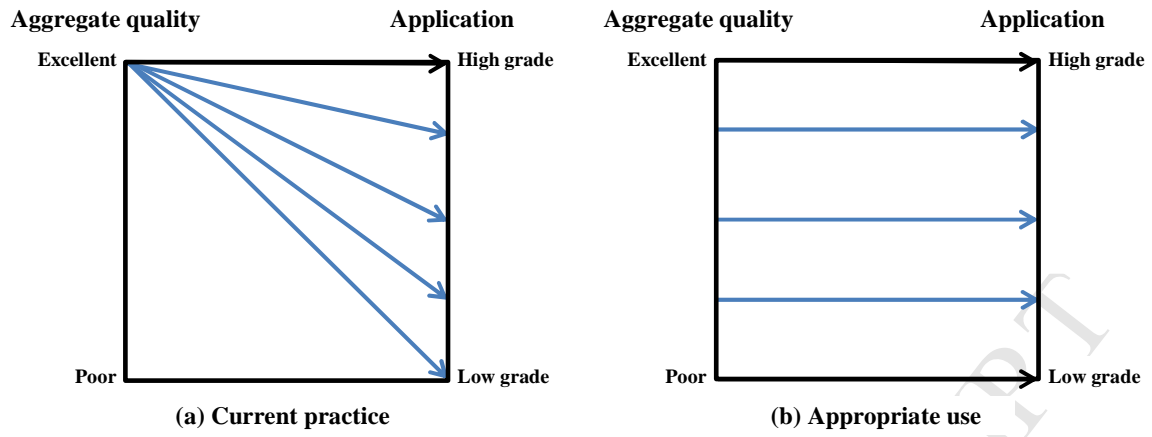 Aggregate quality Application
Excellent High grade
Poor Low grade
(a) Current practice
Aggregate quality Application
Excellent High grade
Poor Low grade
(b) Appropriate use
PT